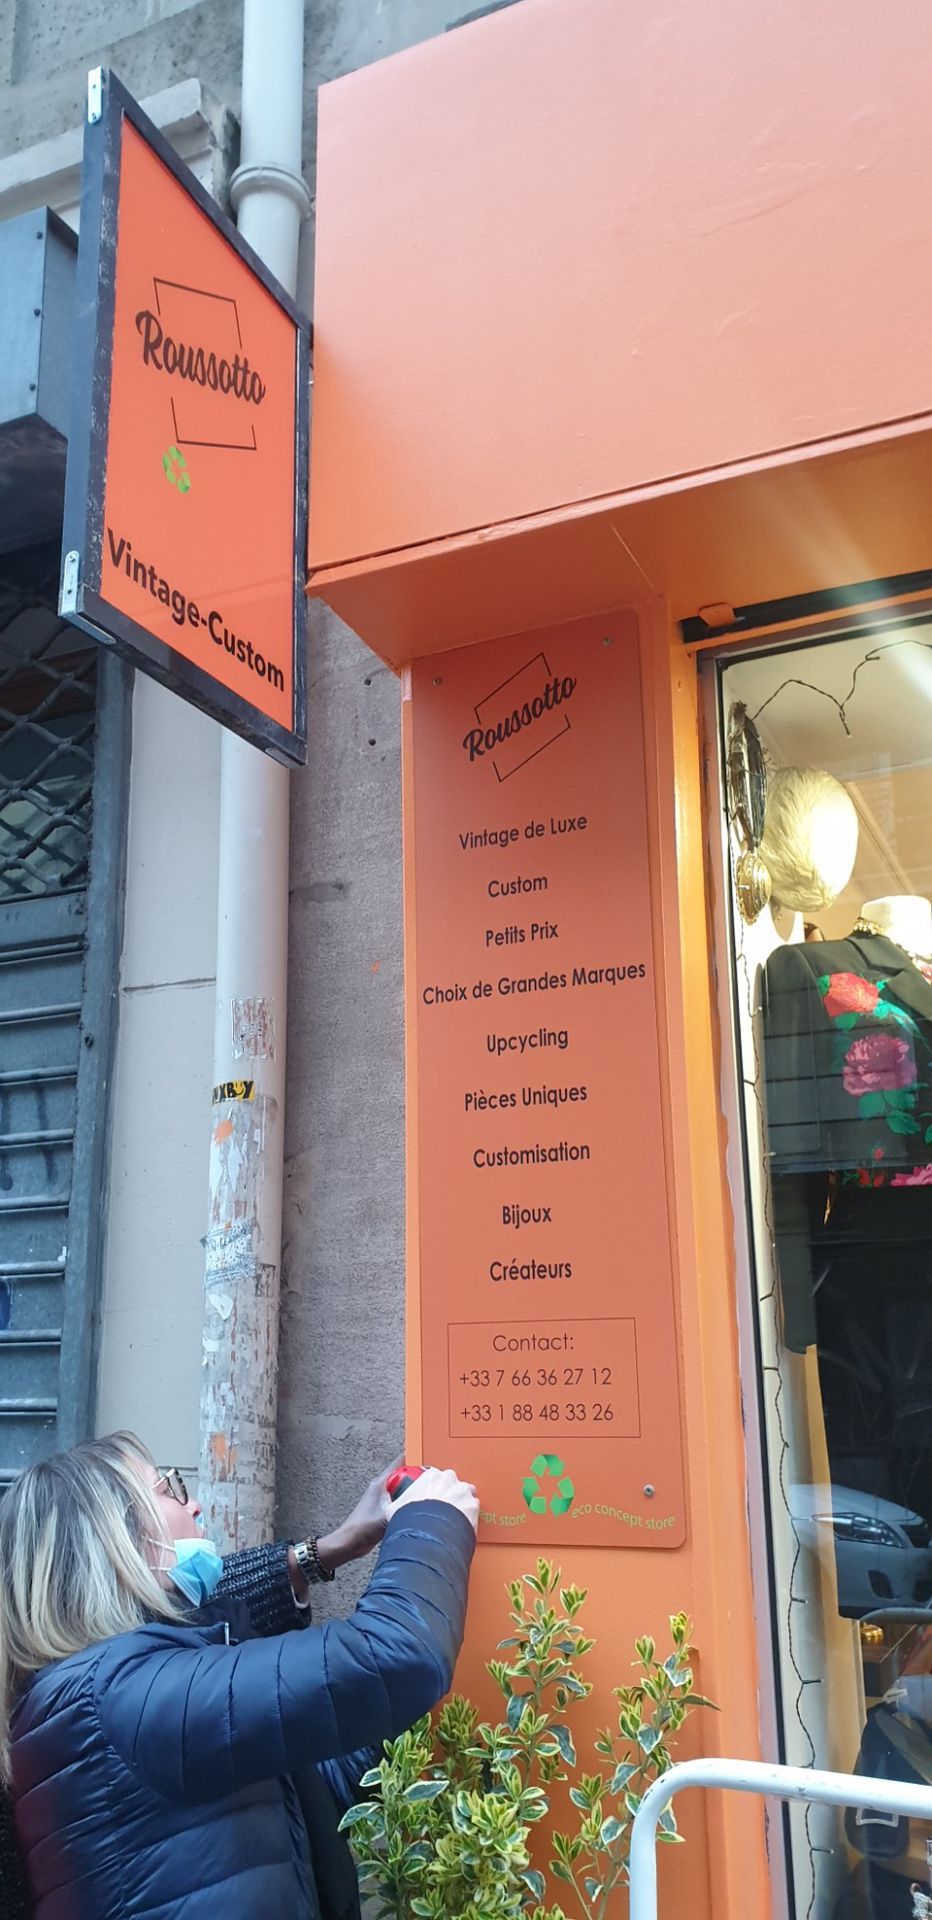 Roussotto
Vintage-Custom
Roussotto
Vintage de Luxe
Custom
Petits Prix
Choix de Grandes Marques
Upcycling
Pièces Uniques
Customisation
Bijoux
Créateurs
Contact:
+33 7 66 36 27 12
+33 1 88 48 33 26
store eco concept store